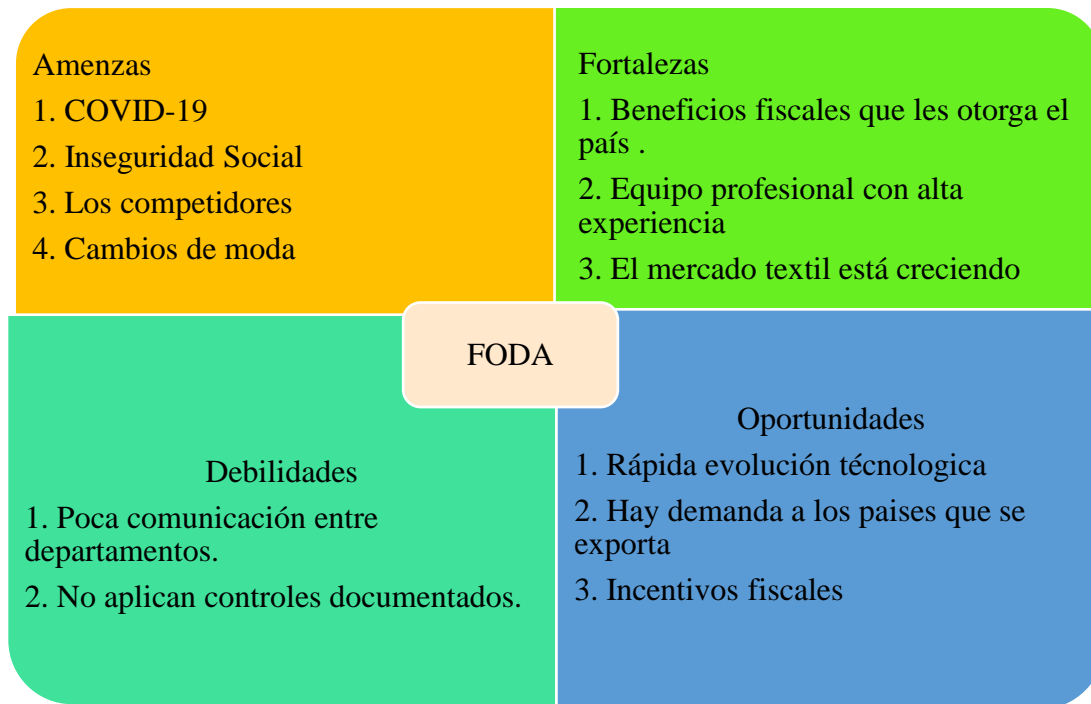 Amenzas
1. COVID-19
2. Inseguridad Social
3. Los competidores
4. Cambios de moda
Fortalezas
1. Beneficios fiscales que les otorga el
país .
2. Equipo profesional con alta
experiencia
3. El mercado textil está creciendo
FODA
Debilidades
1. Poca comunicación entre
departamentos.
2. No aplican controles documentados.
Oportunidades
1. Rápida evolución técnologica
2. Hay demanda a los paises que se
exporta
3. Incentivos fiscales